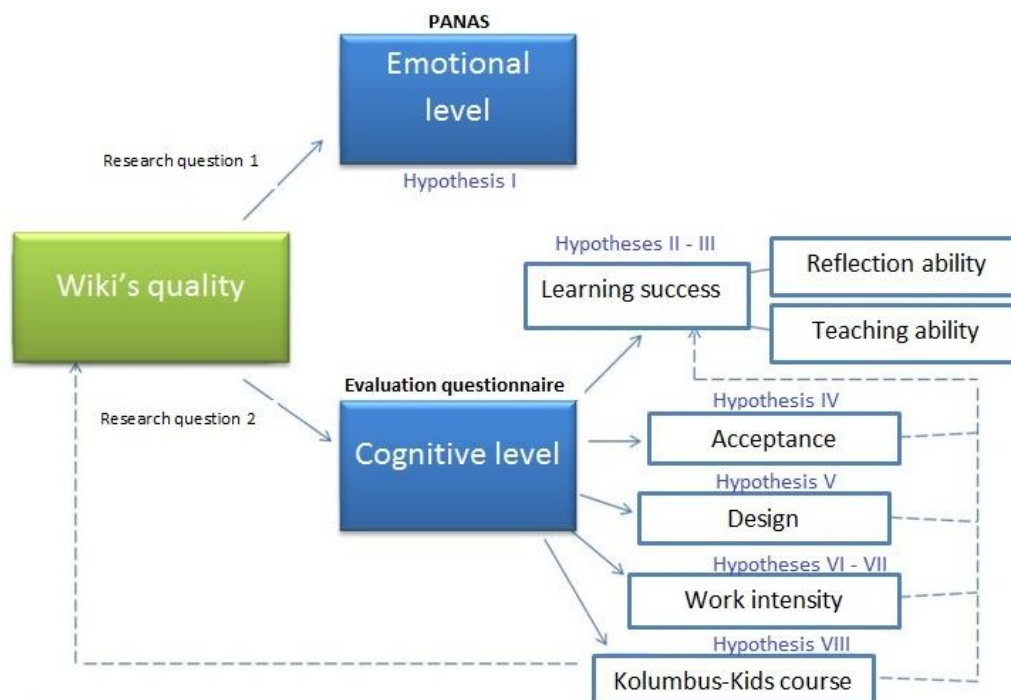 PANAS
Emotional
level
Research question 1
Hypothesis I
Wiki's quality
Hypotheses II - III
Learning success
Reflection ability
Teaching ability
Research question 2
Evaluation questionnaire
Cognitive level
Hypothesis IV
Acceptance
Hypothesis V
Design
Hypotheses VI - VII
Work intensity
Hypothesis VIII
Kolumbus-Kids course